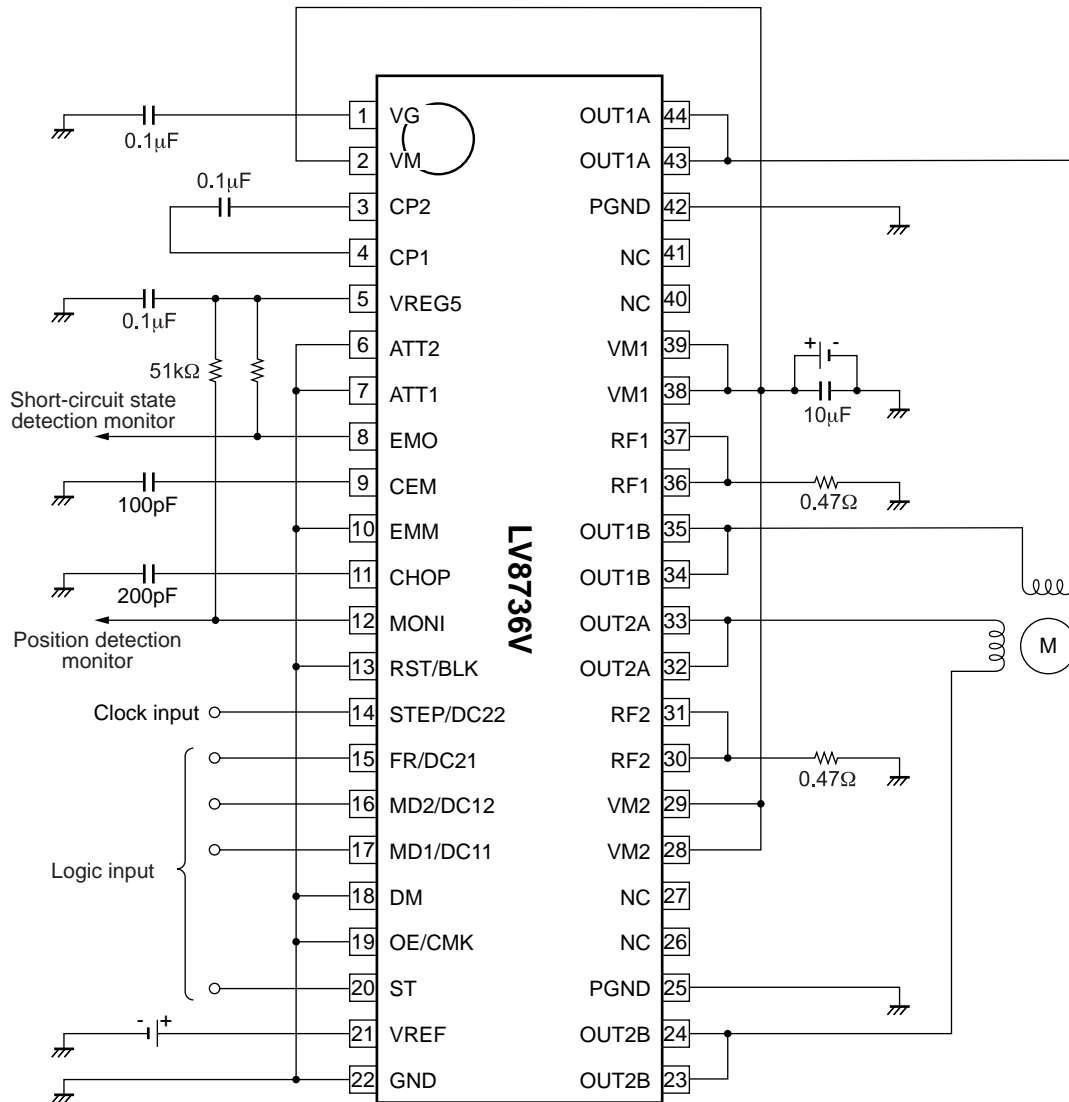 1 VG OUT1A 44
0.1μF
2 VM OUT1A 43
0.1μF
3 CP2 PGND 42
4 CP1 NC 41
5 VREG5 NC 40
0.1μF
6 ATT2 VM1 39
+ -
51kΩ
7 ATT1 VM1 38
10μF
Short-circuit state
detection monitor
8 EMO RF1 37
9 CEM RF1 36
100pF
0.47Ω
10 EMM OUT1B 35
11 CHOP OUT1B 34
200pF
LV8736V
12 MONI OUT2A 33
Position detection
monitor
M
13 RST/BLK OUT2A 32
Clock input
14 STEP/DC22 RF2 31
15 FR/DC21 RF2 30
0.47Ω
16 MD2/DC12 VM2 29
17 MD1/DC11 VM2 28
Logic input
18 DM NC 27
19 OE/CMK NC 26
20 ST PGND 25
- +
21 VREF OUT2B 24
22 GND OUT2B 23